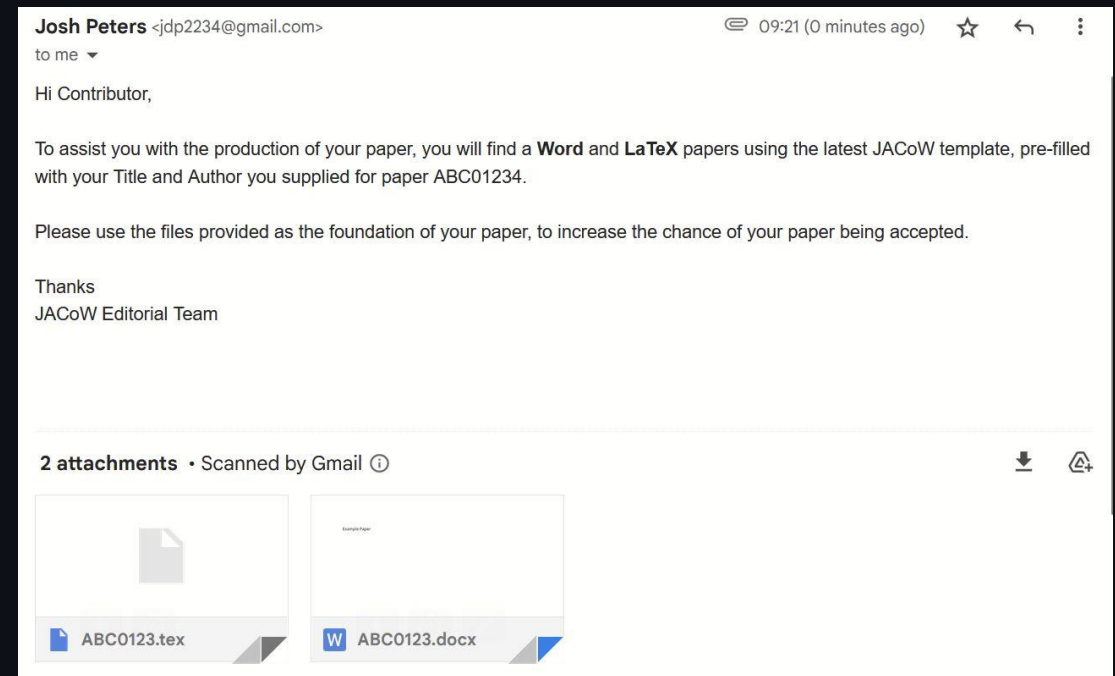 Josh Peters <jdp2234@gmail.com> 09:21 (0 minutes ago)
to me
Hi Contributor,
To assist you with the production of your paper, you will find a Word and LaTeX papers using the latest JACoW template, pre-filled
with your Title and Author you supplied for paper ABC01234.
Please use the files provided as the foundation of your paper, to increase the chance of your paper being accepted.
Thanks
JACoW Editorial Team
2 attachments • Scanned by Gmail
Example Paper
W
ABC0123.tex ABC0123.docx